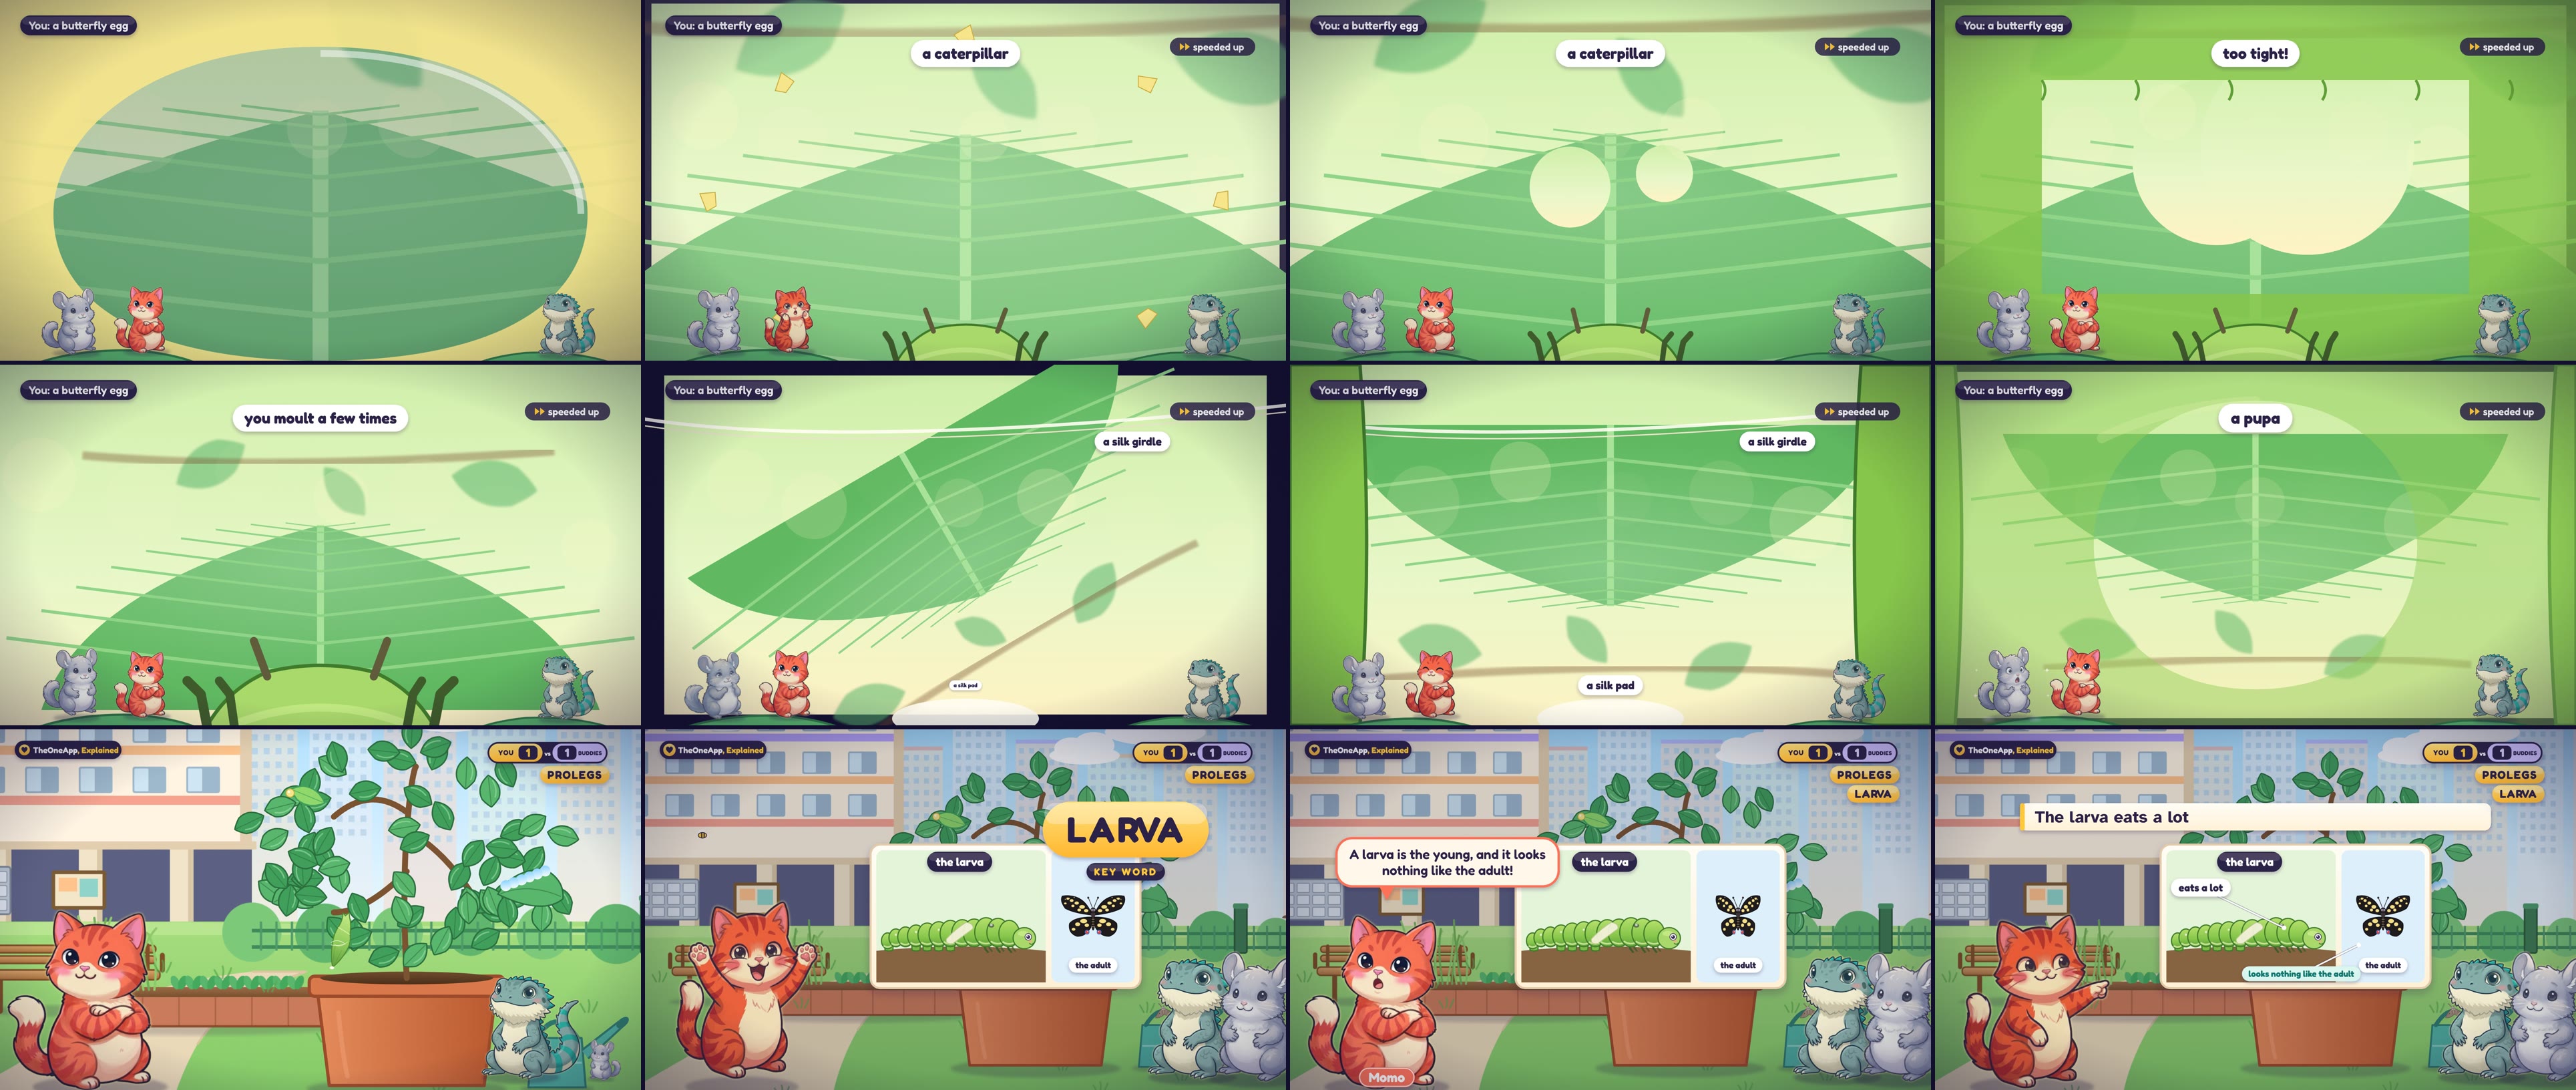 You: a butterfly egg
You: a butterfly egg
a caterpillar
speeded up
You: a butterfly egg
a caterpillar
speeded up
You: a butterfly egg
too tight!
speeded up
You: a butterfly egg
you moult a few times
speeded up
You: a butterfly egg
speeded up
a silk girdle
a silk pad
You: a butterfly egg
speeded up
a silk girdle
a silk pad
You: a butterfly egg
a pupa
speeded up
TheOneApp, Explained
YOU 1 vs 1 BUDDIES
PROLEGS
TheOneApp, Explained
YOU 1 vs 1 BUDDIES
PROLEGS
LARVA
KEY WORD
the larva
the adult
TheOneApp, Explained
YOU 1 vs 1 BUDDIES
PROLEGS
LARVA
A larva is the young, and it looks
nothing like the adult!
the larva
the adult
Momo
TheOneApp, Explained
YOU 1 vs 1 BUDDIES
PROLEGS
LARVA
The larva eats a lot
the larva
eats a lot
the adult
looks nothing like the adult